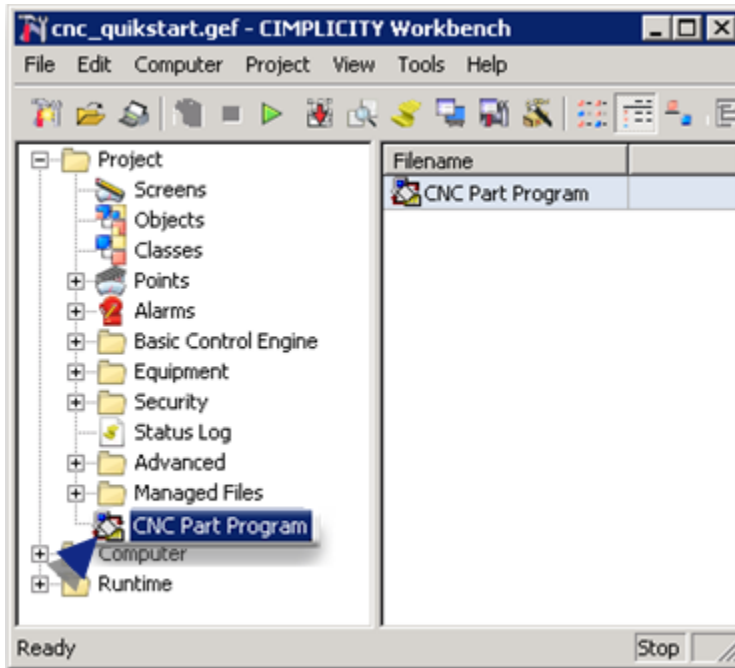 cnc_quikstart.gef - CIMPLICITY Workbench
File Edit Computer Project View Tools Help
Project
Screens
Objects
Classes
Points
Alarms
Basic Control Engine
Equipment
Security
Status Log
Advanced
Managed Files
CNC Part Program
Computer
Runtime
Filename
CNC Part Program
Ready
Stop